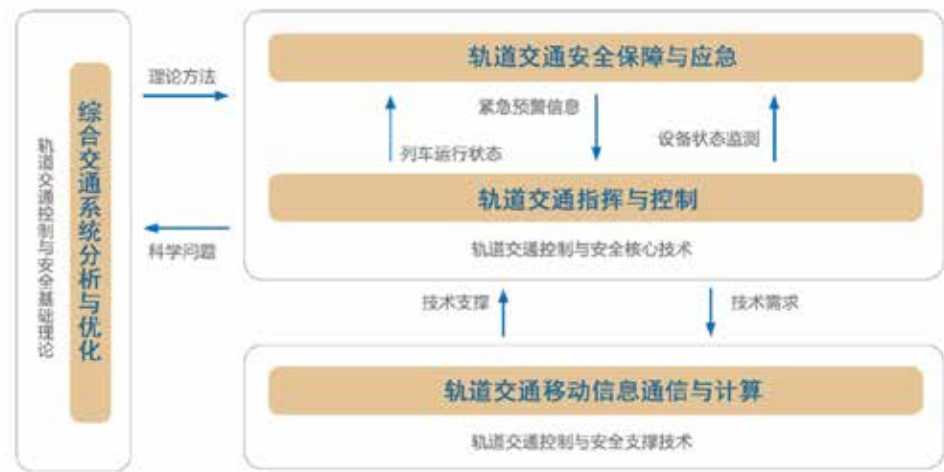 综合交通系统分析与优化
轨道交通控制与安全基础理论
理论方法
科学问题
轨道交通安全保障与应急
紧急预警信息
列车运行状态
设备状态监测
轨道交通指挥与控制
轨道交通控制与安全核心技术
技术支撑
技术需求
轨道交通移动信息通信与计算
轨道交通控制与安全支撑技术